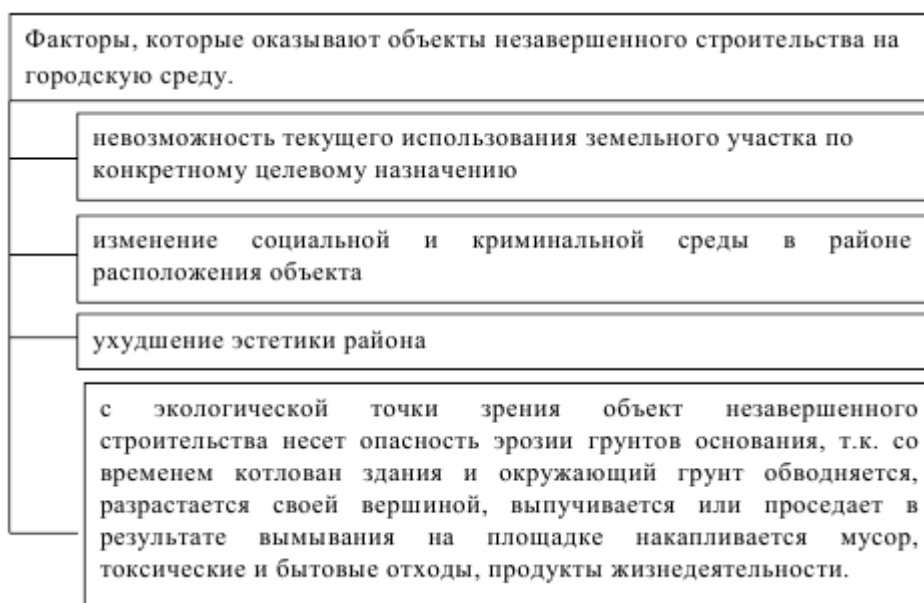 Факторы, которые оказывают объекты незавершенного строительства на
городскую среду.
невозможность текущего использования земельного участка по
конкретному целевому назначению
изменение социальной и криминальной среды в районе
расположения объекта
ухудшение эстетики района
с экологической точки зрения объект незавершенного
строительства несет опасность эрозии грунтов основания, т.к. со
временем котлован здания и окружающий грунт обводняется,
разрастается своей вершиной, выпучивается или проседает в
результате вымывания на площадке накапливается мусор,
токсические и бытовые отходы, продукты жизнедеятельности.